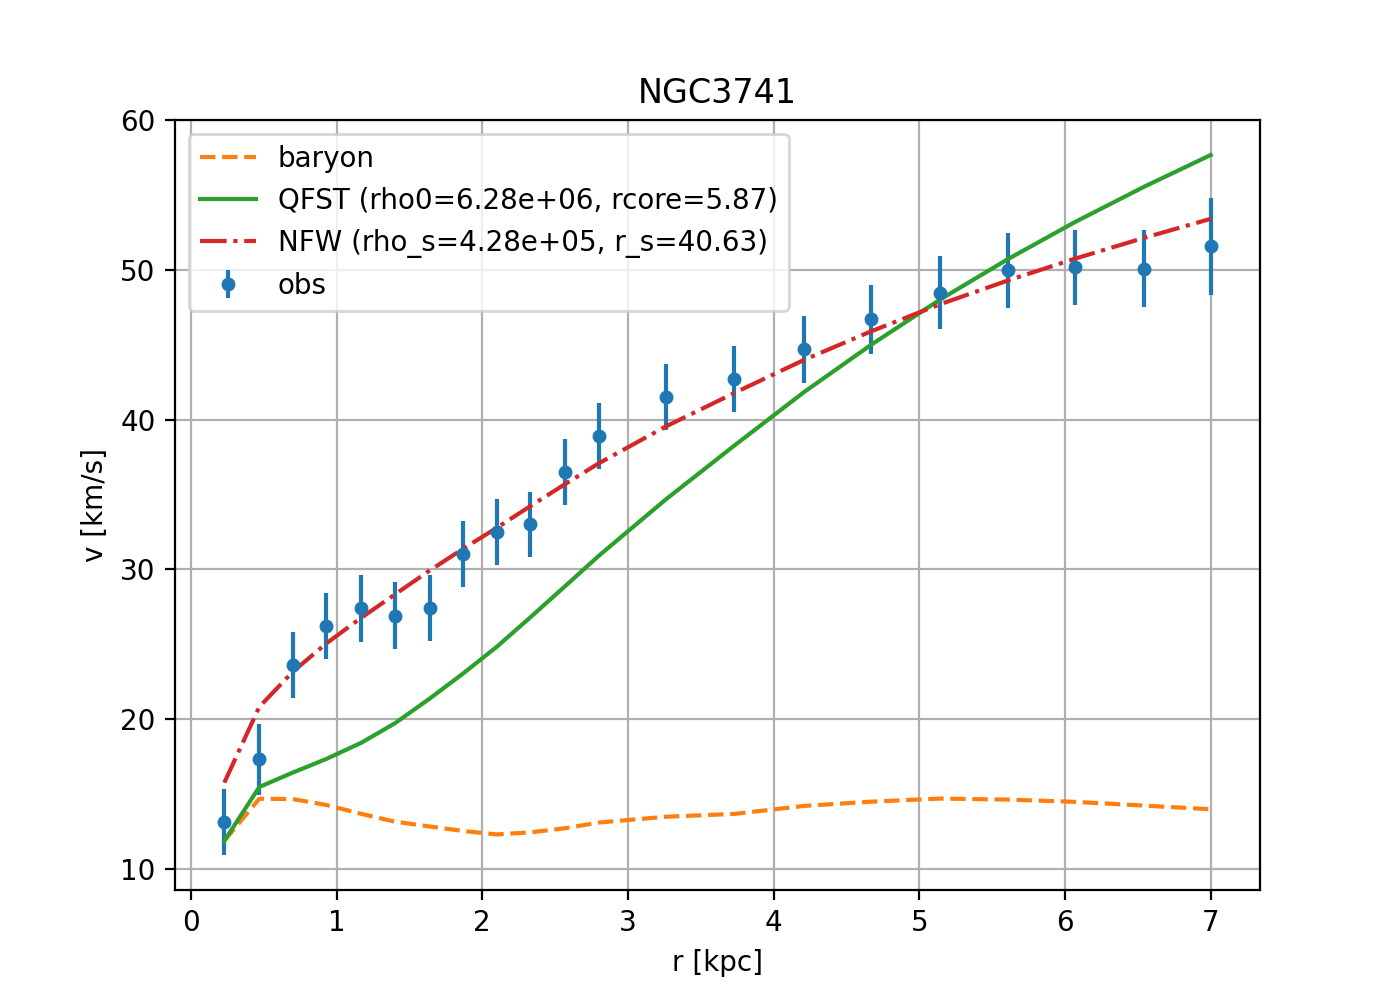 NGC3741
60
50
40
30
20
10
v [km/s]
baryon
QFST (rho0=6.28e+06, rcore=5.87)
NFW (rho_s=4.28e+05, r_s=40.63)
obs
0 1 2 3 4 5 6 7
r [kpc]